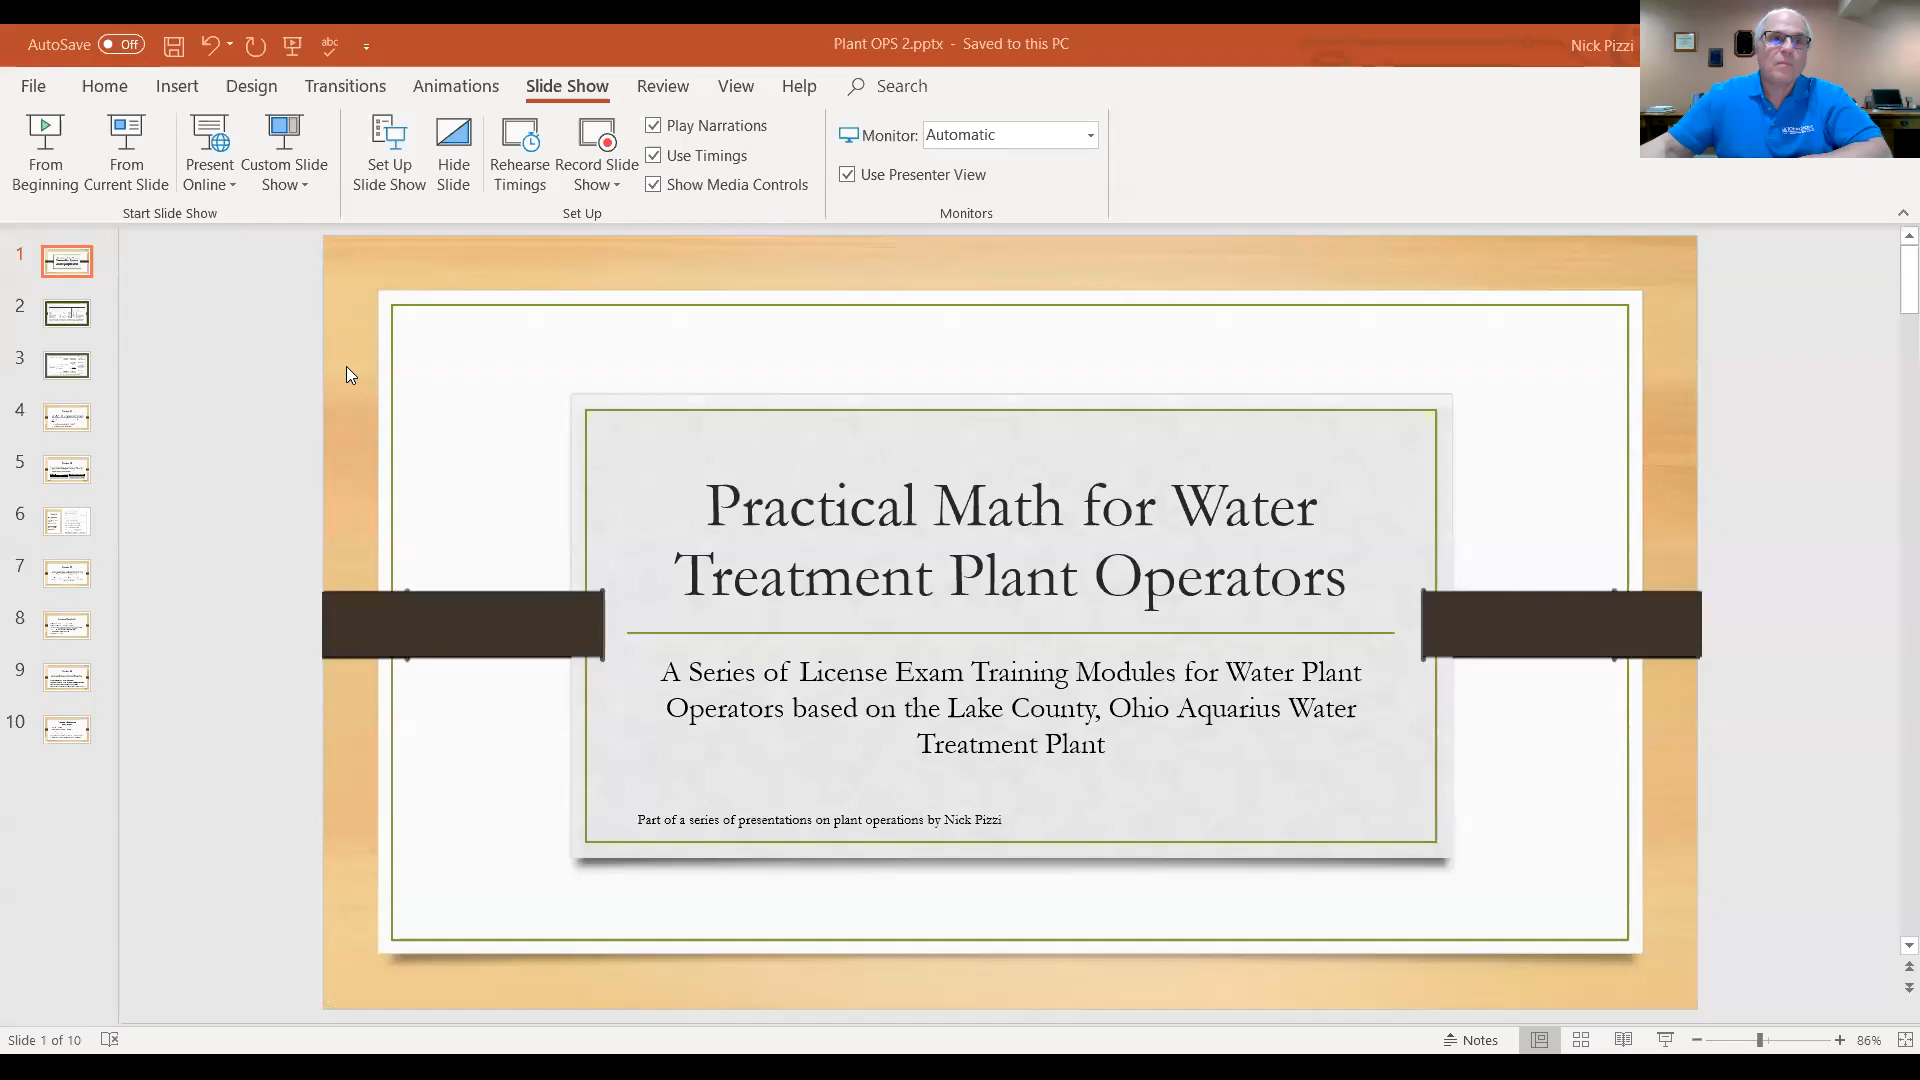 AutoSave Off
abc
Plant OPS 2.pptx - Saved to this PC
Nick Pizzi
File Home Insert Design Transitions Animations Slide Show Review View Help Search
From Beginning
From Current Slide
Present Online
Custom Slide Show
Start Slide Show
Set Up Slide Show
Hide Slide
Rehearse Timings
Record Slide Show
Play Narrations
Use Timings
Show Media Controls
Set Up
Monitor: Automatic
Use Presenter View
Monitors
1
2
3
4
5
6
7
8
9
10
Practical Math for Water
Treatment Plant Operators
A Series of License Exam Training Modules for Water Plant
Operators based on the Lake County, Ohio Aquarius Water
Treatment Plant
Part of a series of presentations on plant operations by Nick Pizzi
Slide 1 of 10
Notes
86%